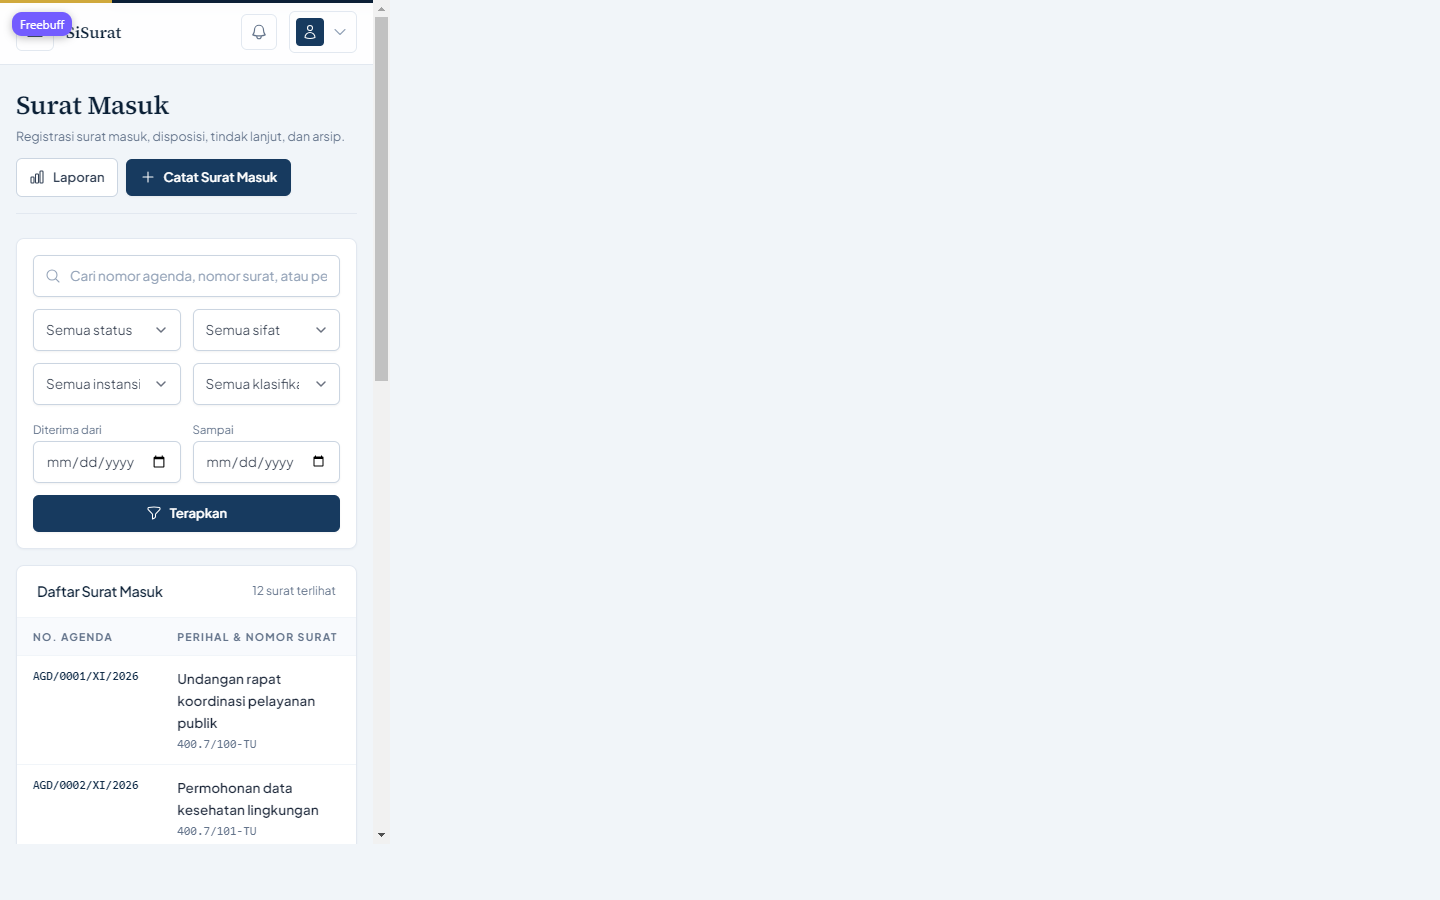 Freebuff
SiSurat
Surat Masuk
Registrasi surat masuk, disposisi, tindak lanjut, dan arsip.
Laporan
Catat Surat Masuk
Cari nomor agenda, nomor surat, atau pe
Semua status
Semua sifat
Semua instansi
Semua klasifika
Diterima dari
Sampai
mm/dd/yyyy
mm/dd/yyyy
Terapkan
Daftar Surat Masuk
12 surat terlihat
NO. AGENDA
PERIHAL & NOMOR SURAT
AGD/0001/XI/2026
Undangan rapat
koordinasi pelayanan
publik
400.7/100-TU
AGD/0002/XI/2026
Permohonan data
kesehatan lingkungan
400.7/101-TU